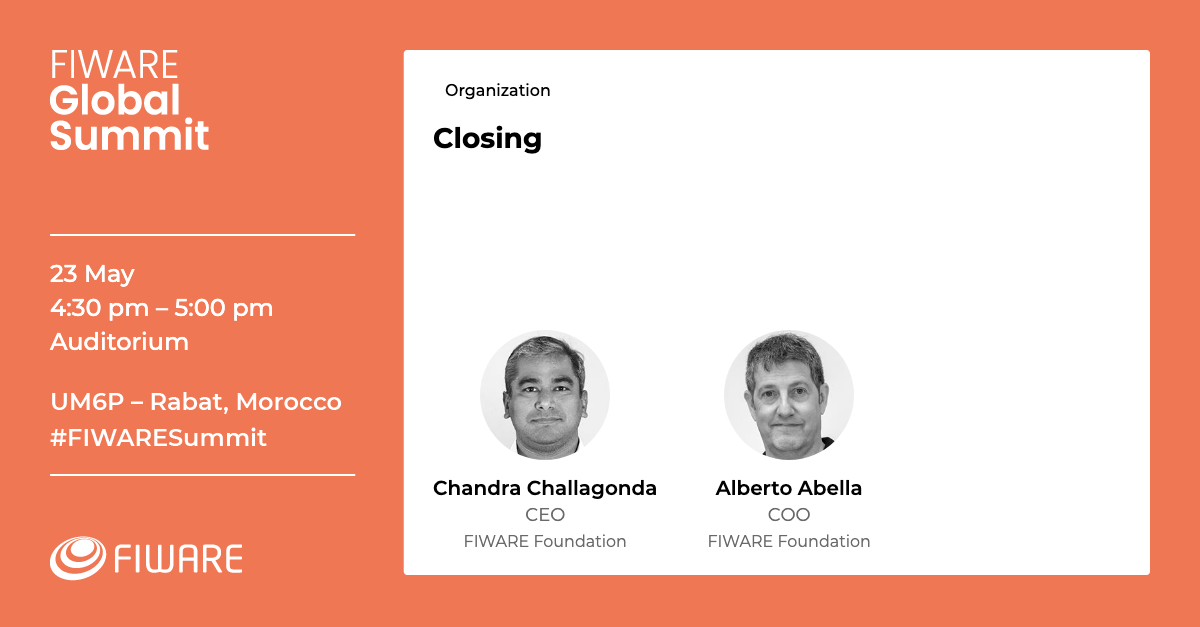 FIWARE
Global
Summit
23 May
4:30 pm – 5:00 pm
Auditorium
UM6P – Rabat, Morocco
#FIWARESummit
FIWARE
Organization
Closing
Chandra Challagonda
CEO
FIWARE Foundation
Alberto Abella
COO
FIWARE Foundation